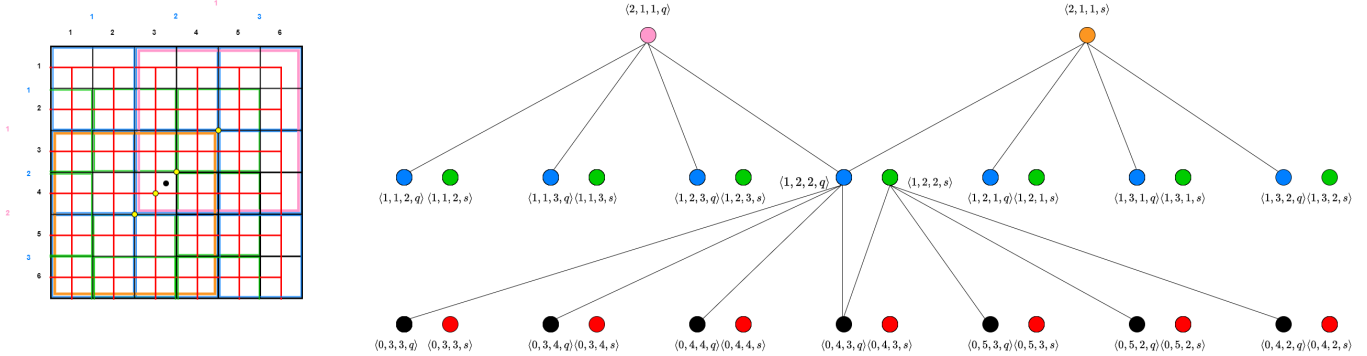 1
1 2 3
1 2 3 4 5 6
1
1
2
1
3
2
4
2
5
3
6
⟨2, 1, 1, q⟩ ⟨2, 1, 1, s⟩
⟨1, 1, 2, q⟩ ⟨1, 1, 2, s⟩ ⟨1, 1, 3, q⟩ ⟨1, 1, 3, s⟩ ⟨1, 2.3, q⟩ ⟨1, 2, 3, s⟩ ⟨1, 2, 2, q⟩ ⟨1, 2, 2, s⟩ ⟨1, 2, 1, q⟩ ⟨1, 2, 1, s⟩ ⟨1, 3, 1, q⟩ ⟨1, 3, 1, s⟩ ⟨1, 3, 2, q⟩ ⟨1, 3, 2, s⟩
⟨0, 3, 3, q⟩ ⟨0, 3, 3, s⟩ ⟨0, 3, 4, q⟩ ⟨0, 3, 4, s⟩ ⟨0, 4, 4, q⟩ ⟨0, 4, 4, s⟩ ⟨0, 4, 3, q⟩ ⟨0, 4, 3, s⟩ ⟨0, 5, 3, q⟩ ⟨0, 5, 3, s⟩ ⟨0, 5, 2, q⟩ ⟨0, 5, 2, s⟩ ⟨0, 4, 2, q⟩ ⟨0, 4, 2, s⟩